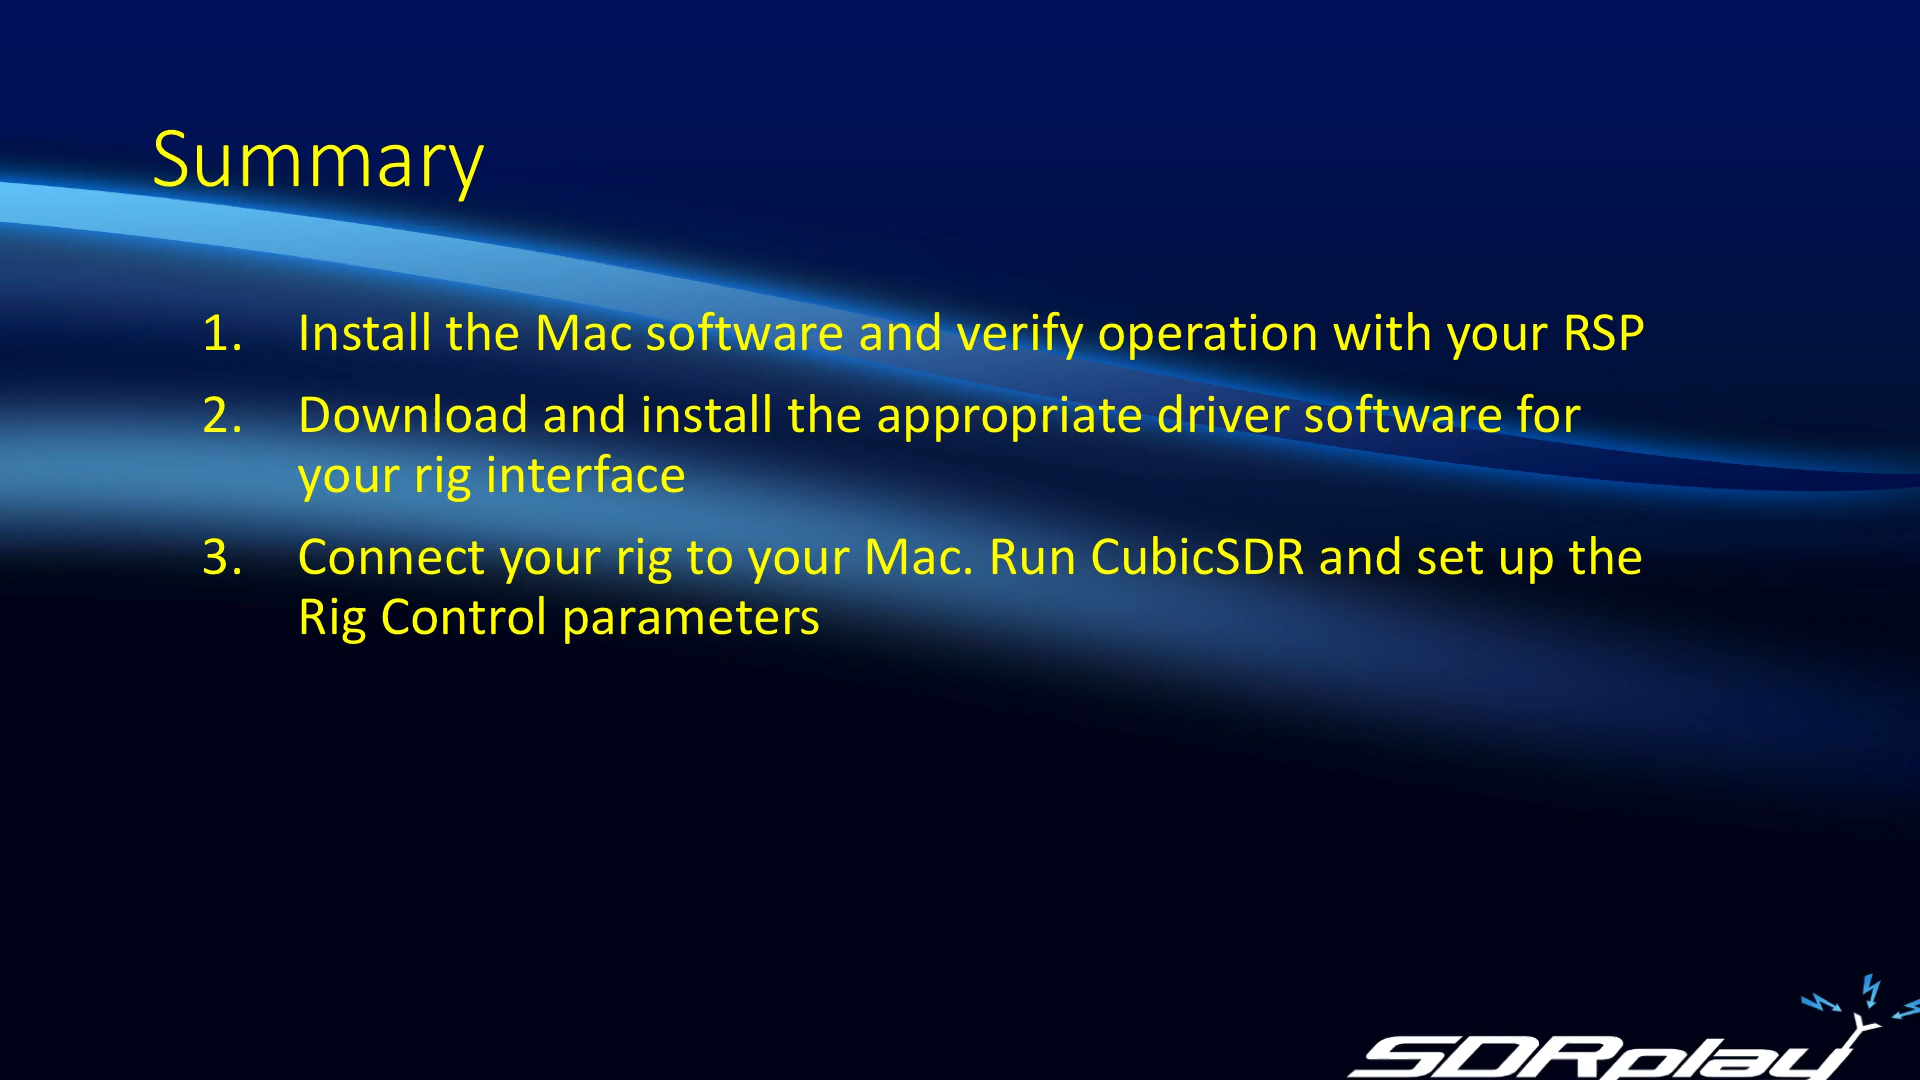 Summary
1. Install the Mac software and verify operation with your RSP
2. Download and install the appropriate driver software for
your rig interface
3. Connect your rig to your Mac. Run CubicSDR and set up the
Rig Control parameters
SDRplay